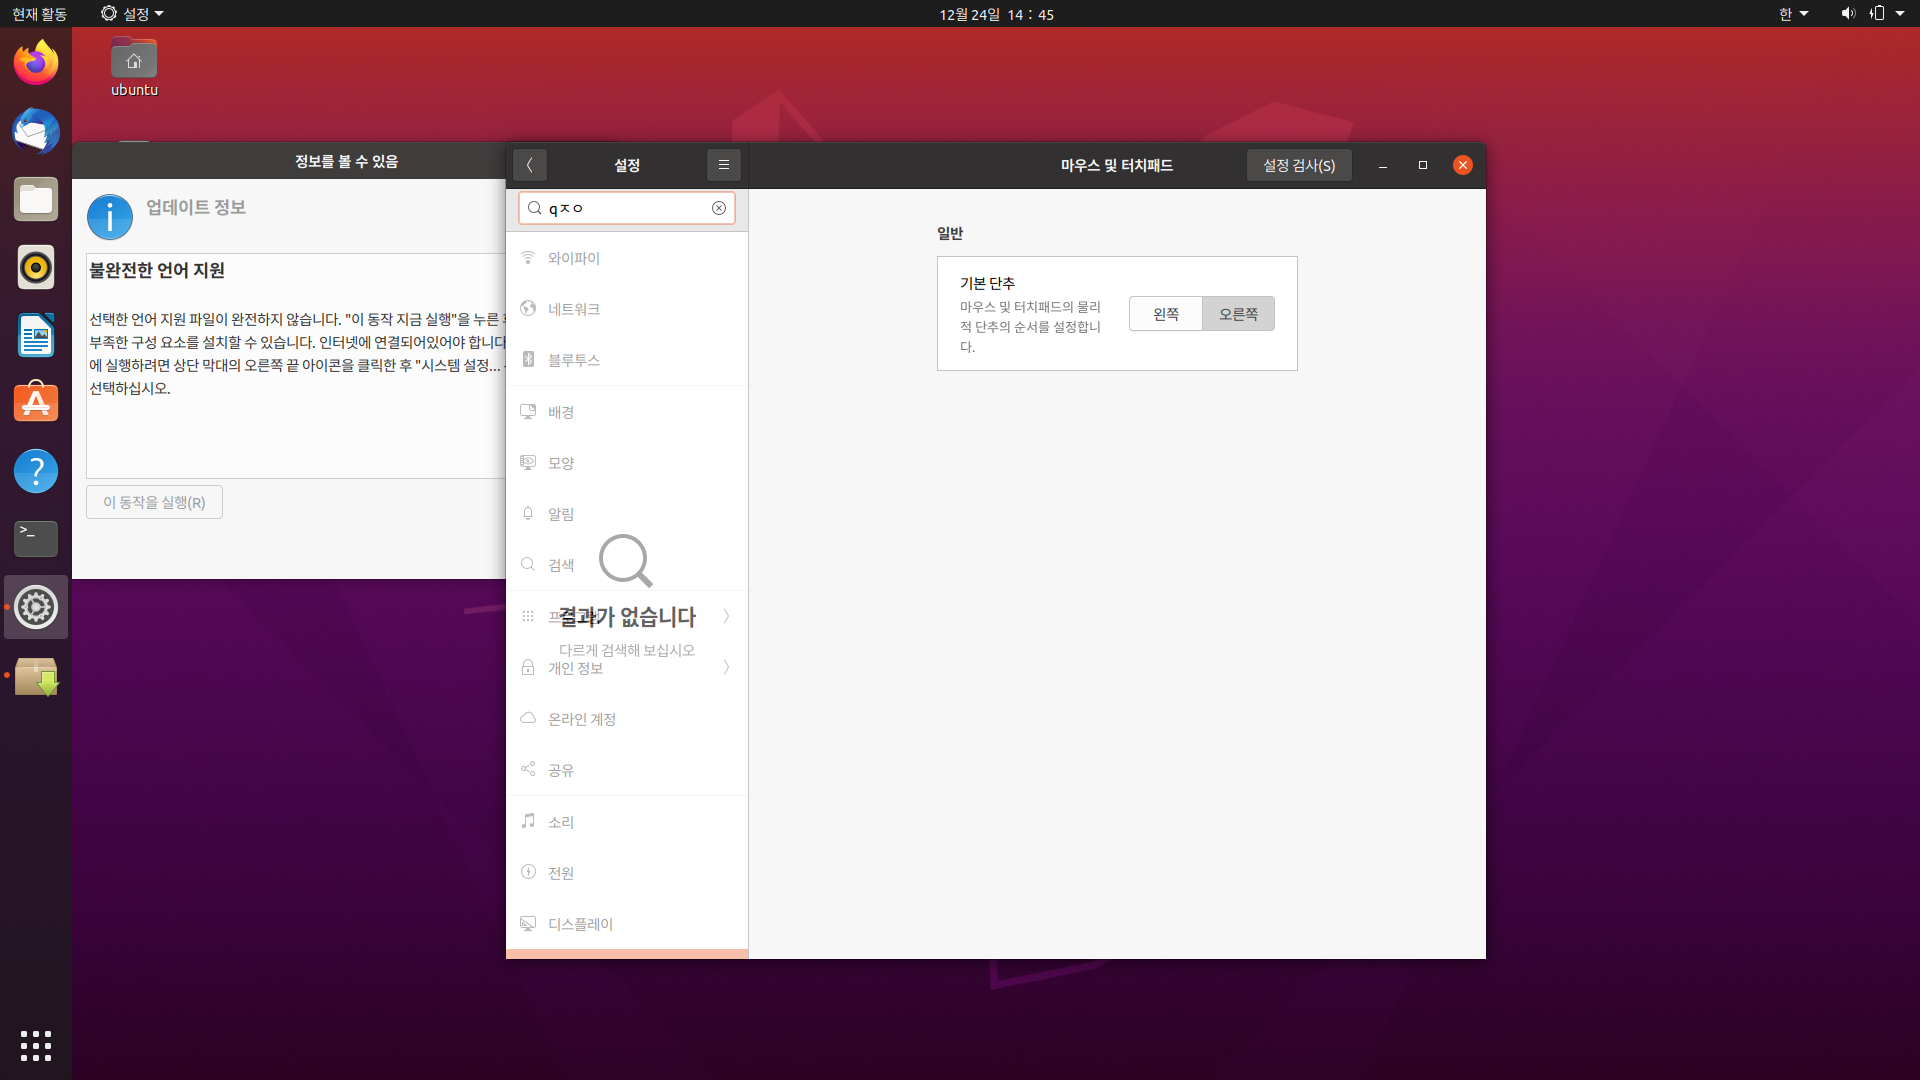 현재 활동
설정
12월 24일 14 : 45
한
ubuntu
정보를 볼 수 있음
업데이트 정보
불완전한 언어 지원
선택한 언어 지원 파일이 완전하지 않습니다. "이 동작 지금 실행"을 누른
부족한 구성 요소를 설치할 수 있습니다. 인터넷에 연결되어있어야 합니다
에 실행하려면 상단 막대의 오른쪽 끝 아이콘을 클릭한 후 "시스템 설정...
선택하십시오.
이 동작을 실행(R)
설정
qㅈㅇ
와이파이
네트워크
블루투스
배경
모양
알림
검색
결과가 없습니다
다르게 검색해 보십시오
개인 정보
온라인 계정
공유
소리
전원
디스플레이
마우스 및 터치패드
설정 검사(S)
일반
기본 단추
마우스 및 터치패드의 물리
적 단추의 순서를 설정합니
다.
왼쪽
오른쪽